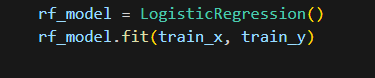 rf_model = LogisticRegression()
rf_model.fit(train_x, train_y)